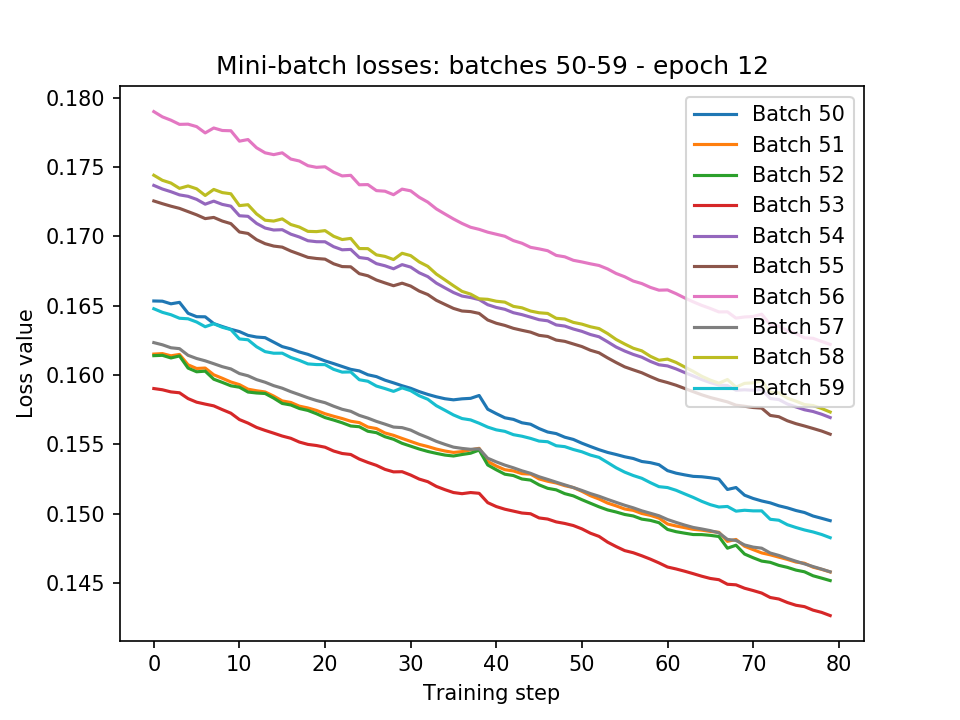 Mini-batch losses: batches 50-59 - epoch 12
Loss value
0.180
0.175
0.170
0.165
0.160
0.155
0.150
0.145
Batch 50
Batch 51
Batch 52
Batch 53
Batch 54
Batch 55
Batch 56
Batch 57
Batch 58
Batch 59
0 10 20 30 40 50 60 70 80
Training step